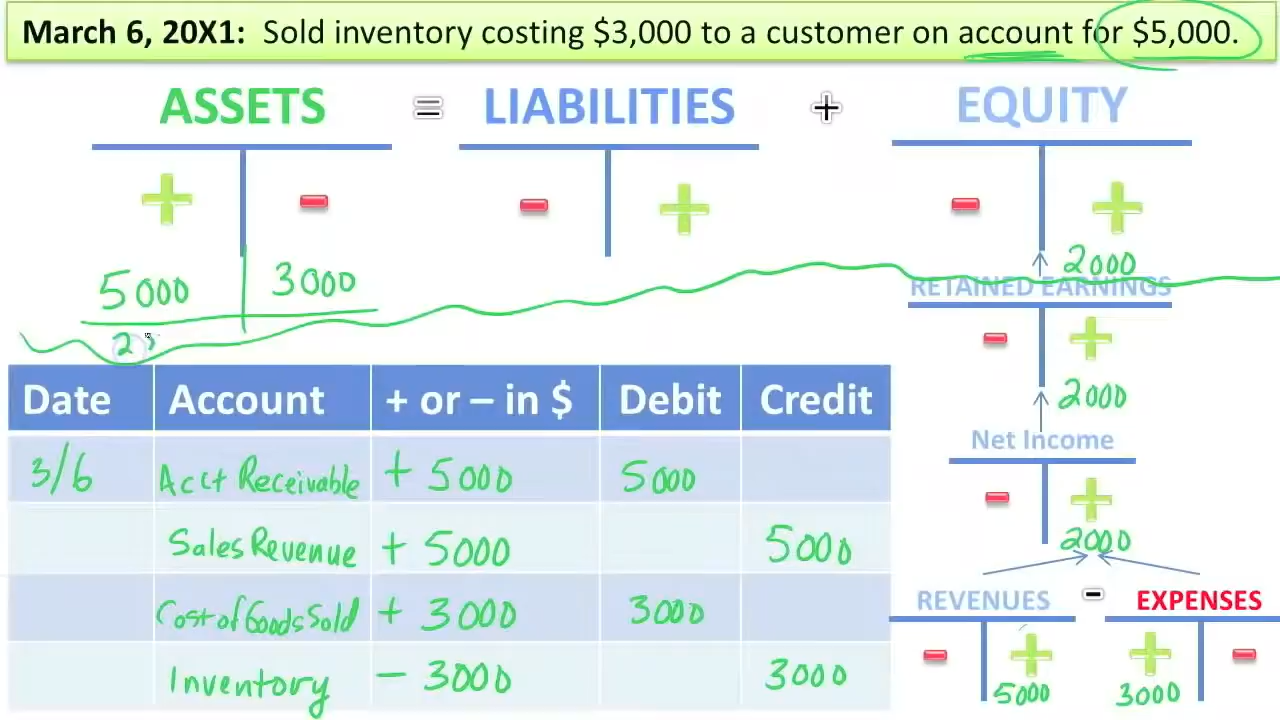 March 6, 20X1: Sold inventory costing $3,000 to a customer on account for $5,000.
ASSETS = LIABILITIES + EQUITY
+ - - + - +
5000 3000
2000
RETAINED EARNINGS
- +
2000
Net Income
- +
2000
REVENUES - EXPENSES
- + + -
5000 3000
Date Account + or – in $ Debit Credit
3/6 Acct Receivable + 5000 5000
Sales Revenue + 5000 5000
Cost of Goods Sold + 3000 3000
Inventory - 3000 3000